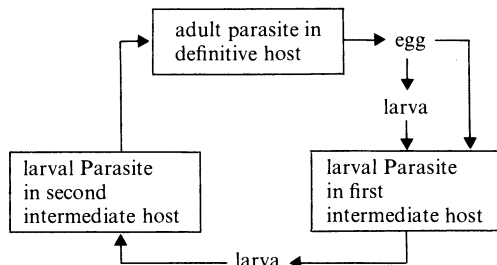 adult parasite in
definitive host
egg
larva
larval Parasite
in second
intermediate host
larval Parasite
in first
intermediate host
larva